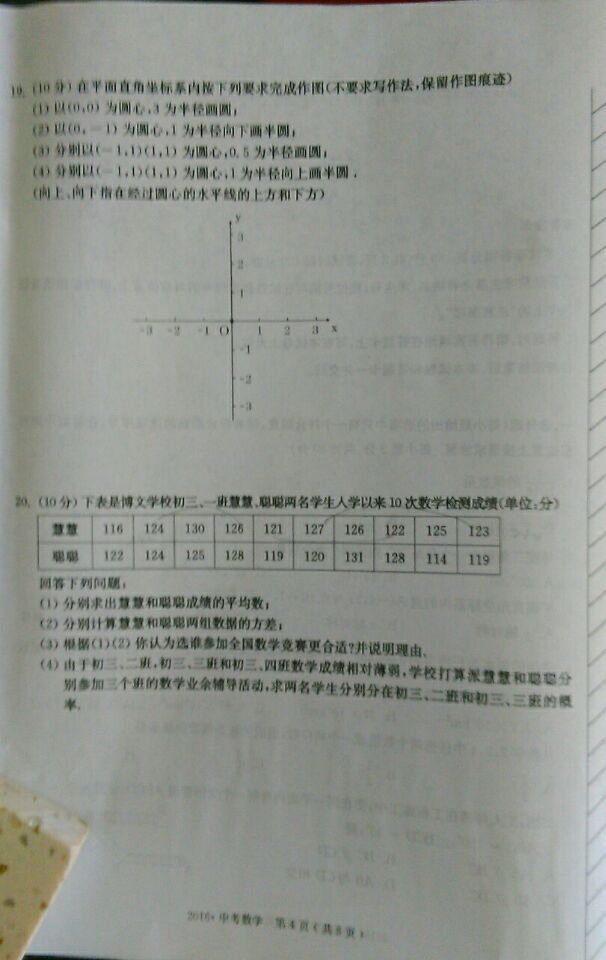 19. (10分) 在平面直角坐标系内按下列要求完成作图(不要求写作法,保留作图痕迹)
(1) 以(0,0) 为圆心,3 为半径画圆;
(2) 以(0,-1) 为圆心,1 为半径向下画半圆;
(3) 分别以(-1,1)(1,1) 为圆心,0.5 为半径画圆;
(4) 分别以(-1,1)(1,1) 为圆心,1 为半径向上画半圆.
(向上、向下指在经过圆心的水平线的上方和下方)
y
3
2
1
-3 -2 -1 O 1 2 3 x
-1
-2
-3
20. (10分) 下表是博文学校初三、一班慧慧、聪聪两名学生入学以来 10 次数学检测成绩(单位:分)
慧慧 116 124 130 126 121 127 126 122 125 123
聪聪 122 124 125 128 119 120 131 128 114 119
回答下列问题:
(1) 分别求出慧慧和聪聪成绩的平均数;
(2) 分别计算慧慧和聪聪两组数据的方差;
(3) 根据(1)(2) 你认为选谁参加全国数学竞赛更合适?并说明理由.
(4) 由于初三、二班,初三、三班和初三、四班数学成绩相对薄弱,学校打算派慧慧和聪聪分
别参加三个班的数学业余辅导活动,求两名学生分别分在初三、二班和初三、三班的概
率.
2016·中考数学 第 4 页(共 8 页)